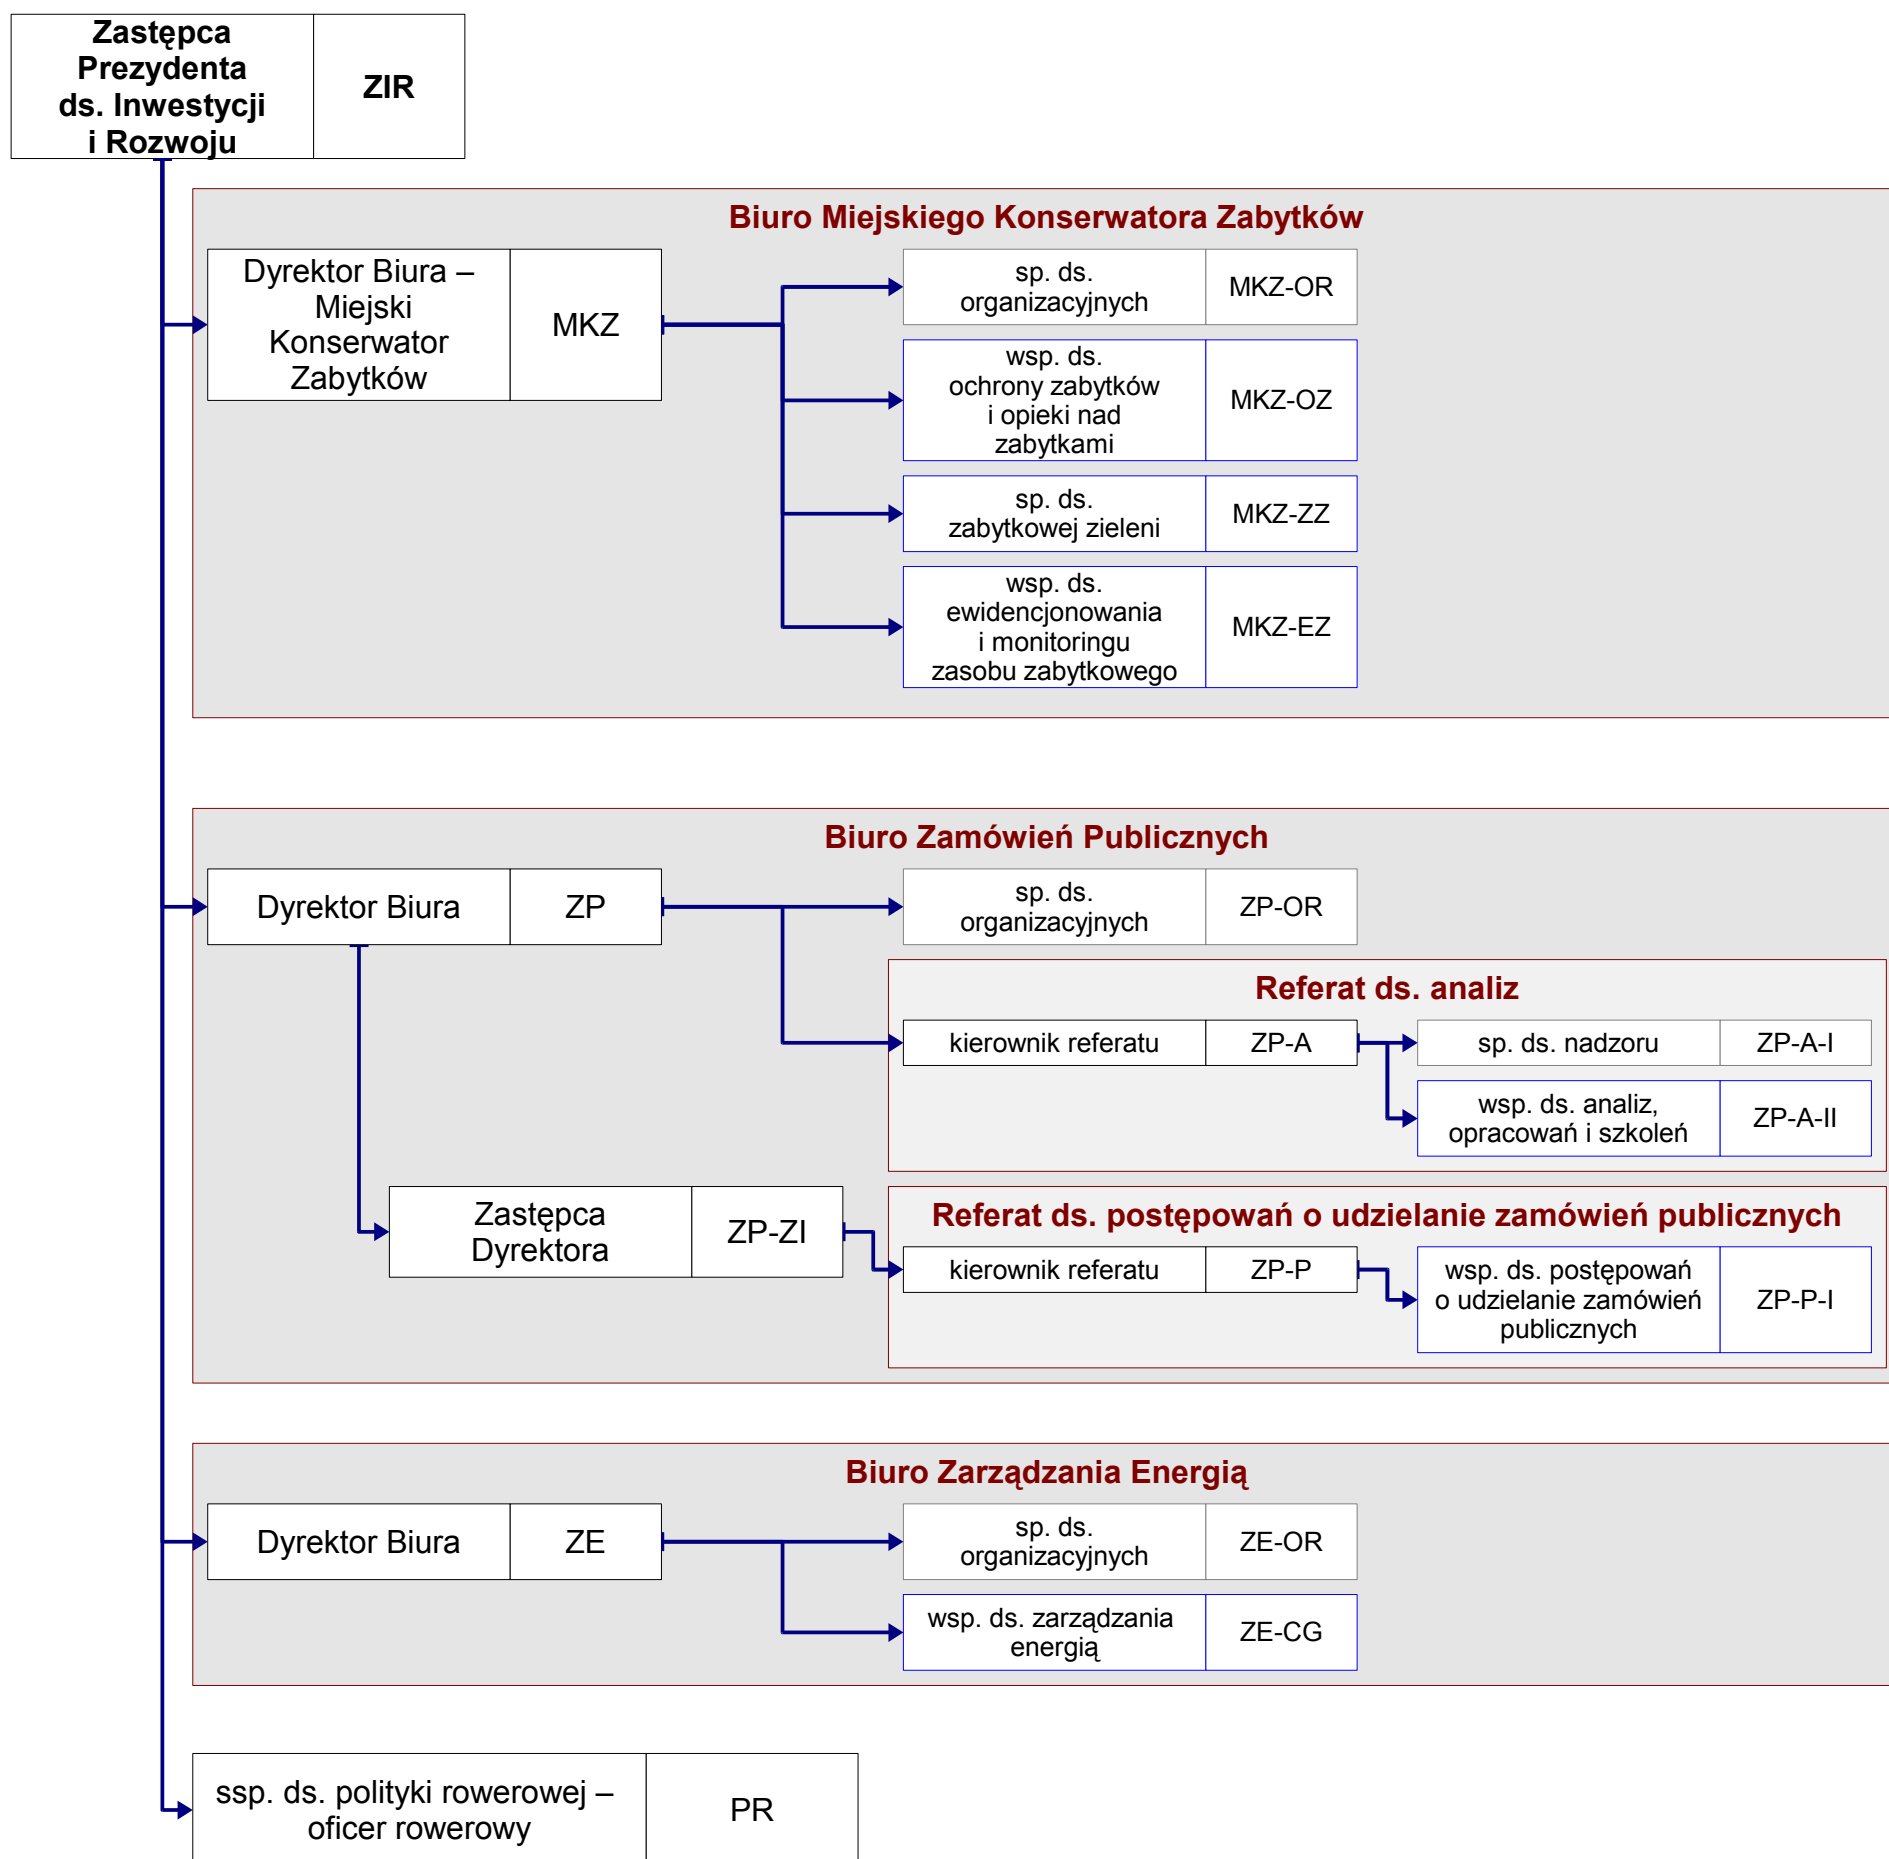 Zastępca
Prezydenta
ds. Inwestycji
i Rozwoju
ZIR
Biuro Miejskiego Konserwatora Zabytków
Dyrektor Biura –
Miejski
Konserwator
Zabytków
MKZ
sp. ds.
organizacyjnych
MKZ-OR
wsp. ds.
ochrony zabytków
i opieki nad
zabytkami
MKZ-OZ
sp. ds.
zabytkowej zieleni
MKZ-ZZ
wsp. ds.
ewidencjonowania
i monitoringu
zasobu zabytkowego
MKZ-EZ
Biuro Zamówień Publicznych
Dyrektor Biura
ZP
sp. ds.
organizacyjnych
ZP-OR
Referat ds. analiz
kierownik referatu
ZP-A
sp. ds. nadzoru
ZP-A-I
wsp. ds. analiz,
opracowań i szkoleń
ZP-A-II
Zastępca
Dyrektora
ZP-ZI
Referat ds. postępowań o udzielanie zamówień publicznych
kierownik referatu
ZP-P
wsp. ds. postępowań
o udzielanie zamówień
publicznych
ZP-P-I
Biuro Zarządzania Energią
Dyrektor Biura
ZE
sp. ds.
organizacyjnych
ZE-OR
wsp. ds. zarządzania
energią
ZE-CG
ssp. ds. polityki rowerowej –
oficer rowerowy
PR